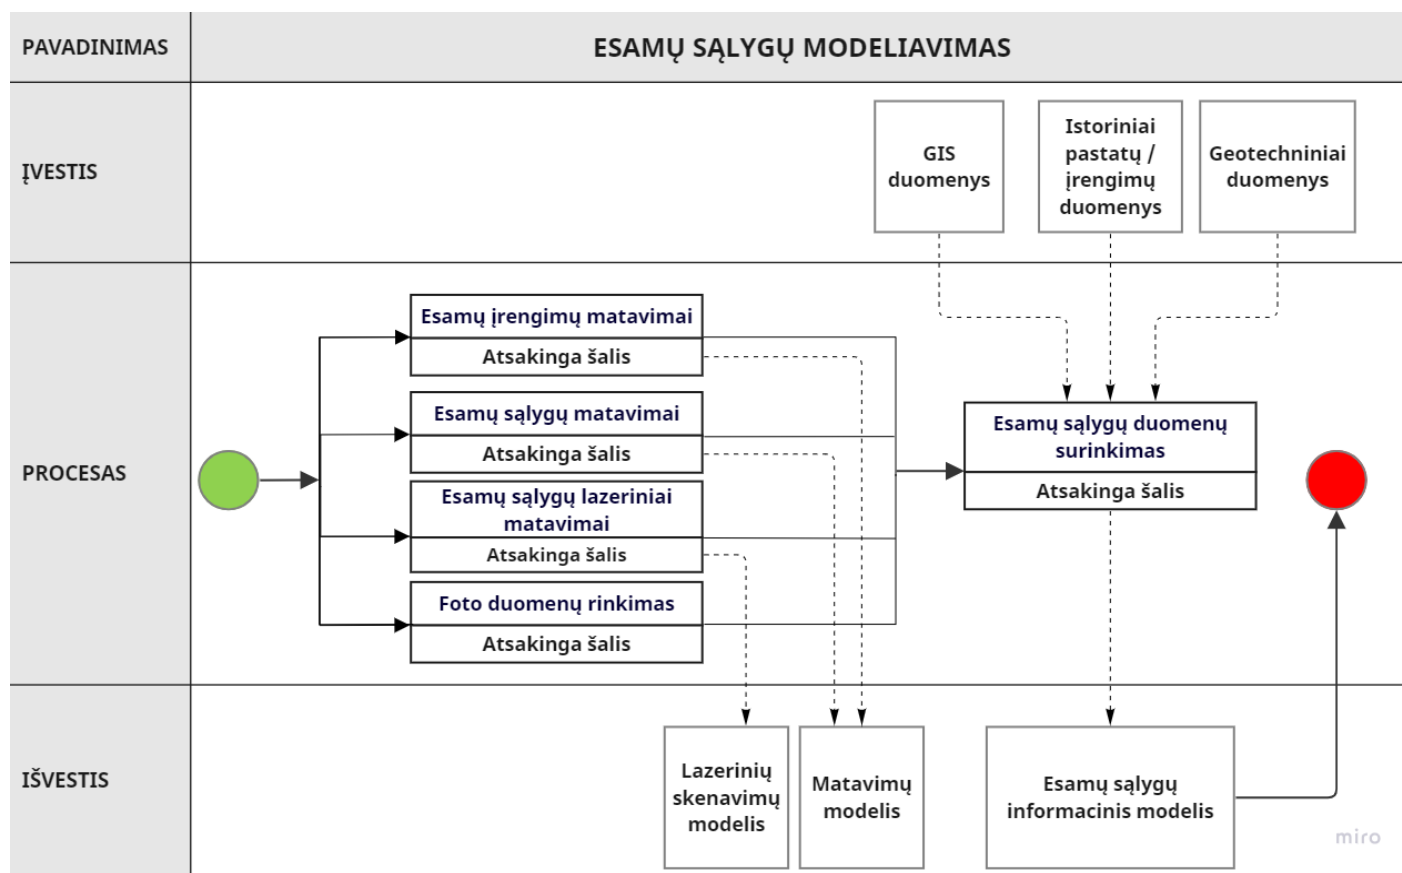 PAVADINIMAS
ESAMŲ SĄLYGŲ MODELIAVIMAS
ĮVESTIS
GIS
duomenys
Istoriniai
pastatų /
įrengimų
duomenys
Geotechniniai
duomenys
PROCESAS
Esamų įrengimų matavimai
Atsakinga šalis
Esamų sąlygų matavimai
Atsakinga šalis
Esamų sąlygų lazeriniai
matavimai
Atsakinga šalis
Foto duomenų rinkimas
Atsakinga šalis
Esamų sąlygų duomenų
surinkimas
Atsakinga šalis
IŠVESTIS
Lazerinių
skenavimų
modelis
Matavimų
modelis
Esamų sąlygų
informacinis modelis
miro